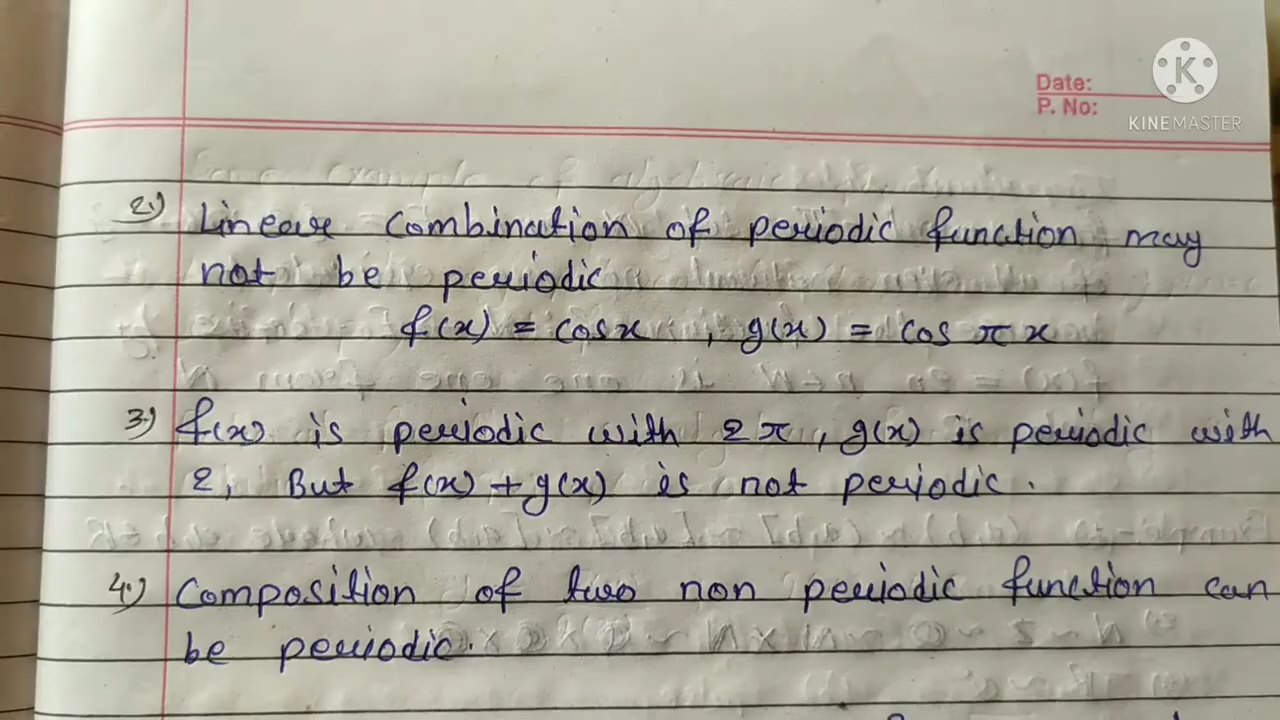 Date:
P. No:
K
KINEMASTER
2.) Linear combination of periodic function may
not be periodic
f(x) = cosx , g(x) = cos πx
3.) f(x) is periodic with 2π, g(x) is periodic with
2, But f(x) + g(x) is not periodic.
4.) Composition of two non periodic function can
be periodic.